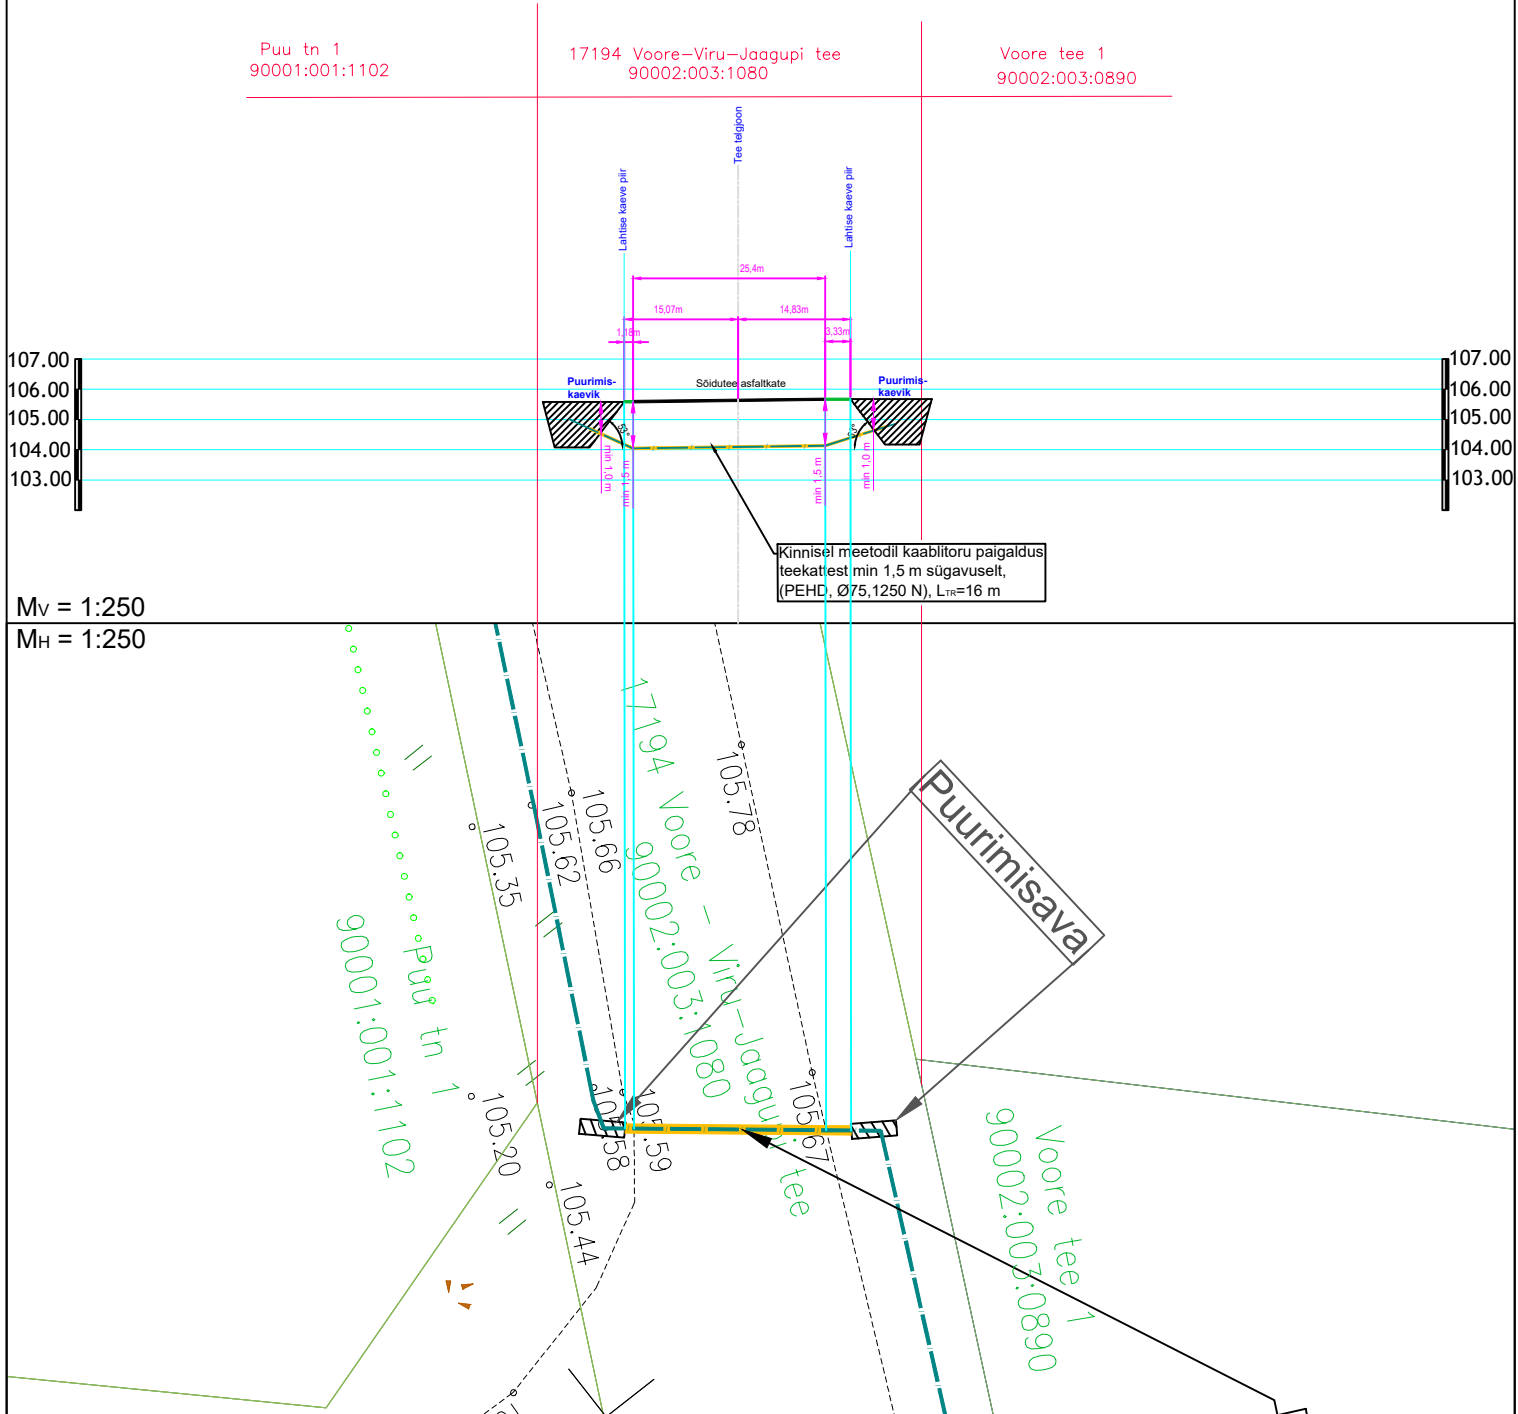 Puu tn 1
90001:001:1102
17194 Voore-Viru-Jaagupi tee
90002:003:1080
Voore tee 1
90002:003:0890
Lahtise kaeve piir
Tee telgjoon
Lahtise kaeve piir
25,4m
15,07m
14,83m
1,18m
3,33m
107.00
106.00
105.00
104.00
103.00
107.00
106.00
105.00
104.00
103.00
Puurimis-
kaevik
Sõidutee asfaltkate
Puurimis-
kaevik
53°
min 1,0 m
min 1,5 m
min 1,5 m
min 1,0 m
Kinnisel meetodil kaablitoru paigaldus
teekattest min 1,5 m sügavuselt,
(PEHD, Ø75,1250 N), LTR=16 m
MV = 1:250
MH = 1:250
17194 Voore - Viru-Jaagupi tee
90002:003:1080
105.78
105.66
105.62
105.35
Puurimisava
Puu tn 1
90001:001:1102
105.20
105.44
105.58
105.59
105.67
Voore tee 1
90002:003:0890